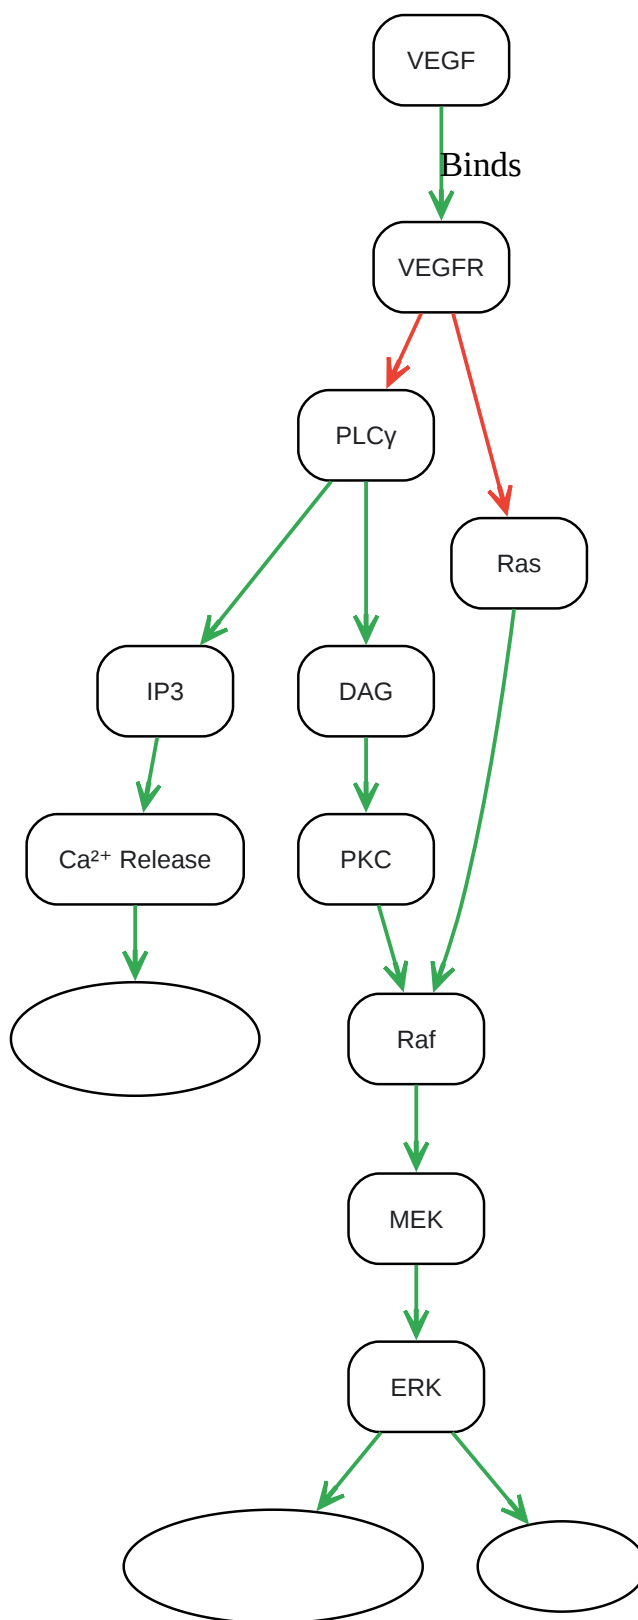 VEGF
Binds
VEGFR
PLCγ
Ras
IP3
DAG
Ca²⁺ Release
PKC
Raf
MEK
ERK